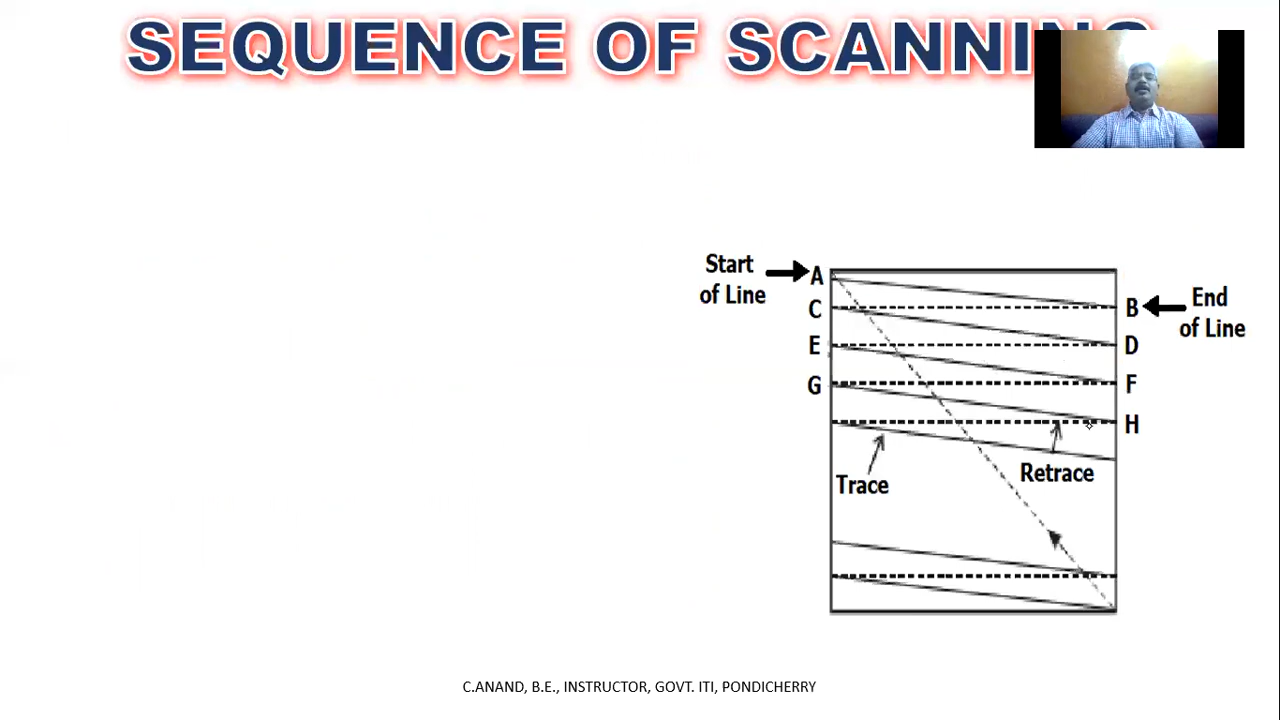 SEQUENCE OF SCANNING
Start
of Line
A
B
End
of Line
C
D
E
F
G
H
Trace
Retrace
C.ANAND, B.E., INSTRUCTOR, GOVT. ITI, PONDICHERRY